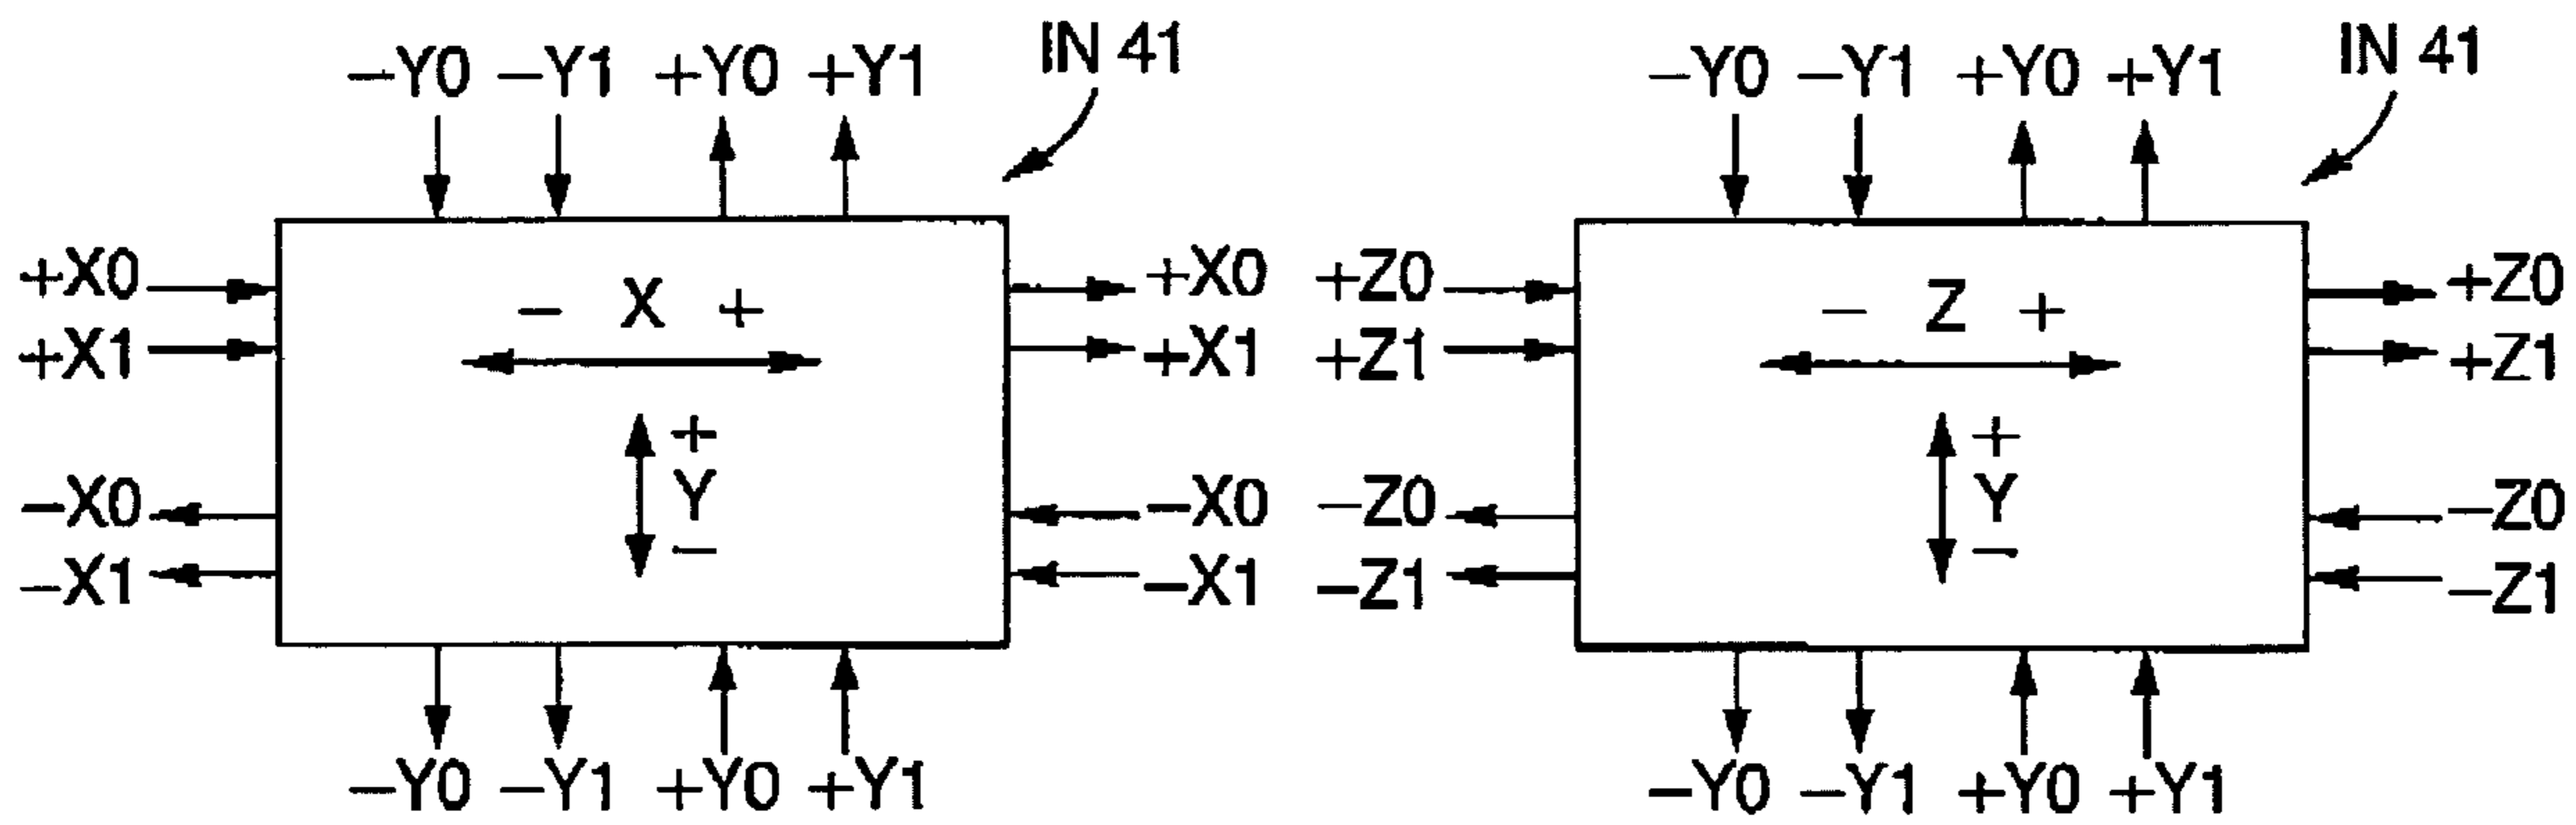 −Y0 −Y1 +Y0 +Y1 IN 41
+X0 − X + +X0
+X1 +X1
+
−X0 Y −X0
−
−X1 −X1
−Y0 −Y1 +Y0 +Y1
−Y0 −Y1 +Y0 +Y1 IN 41
+Z0 − Z + +Z0
+Z1 +Z1
+
−Z0 Y −Z0
−
−Z1 −Z1
−Y0 −Y1 +Y0 +Y1